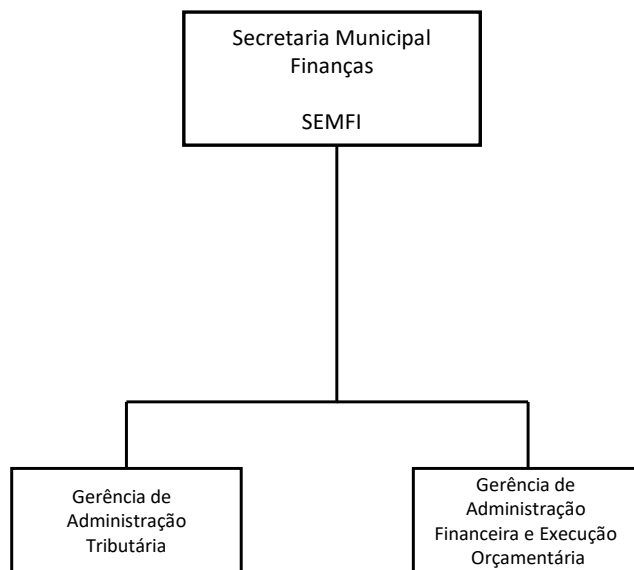 Secretaria Municipal
Finanças
SEMFI
Gerência de
Administração
Tributária
Gerência de
Administração
Financeira e Execução
Orçamentária